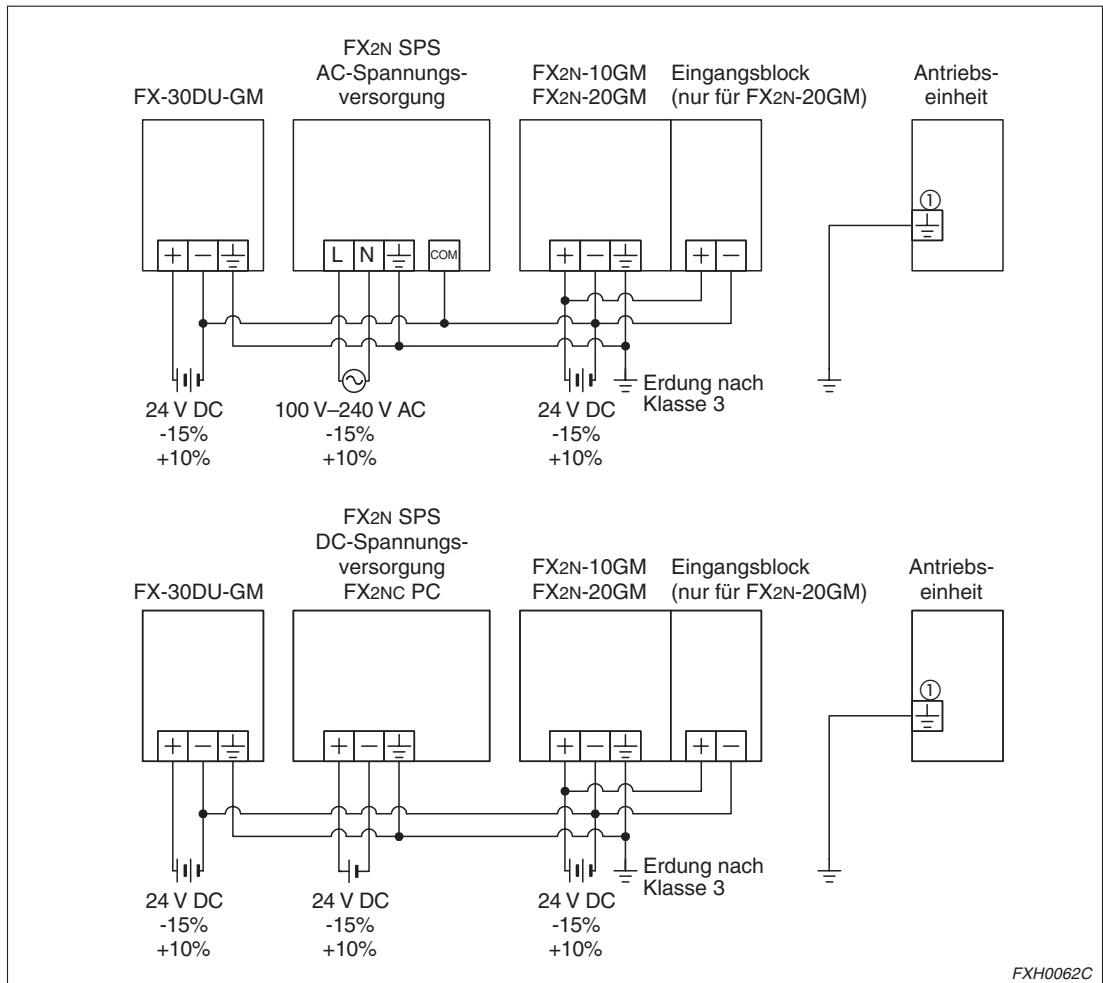 FX2N SPS
AC-Spannungs-
versorgung
FX-30DU-GM
FX2N-10GM
FX2N-20GM
Eingangsblock
(nur für FX2N-20GM)
Antriebs-
einheit
①
+ −
L N
COM
+ −
+ −
24 V DC
-15%
+10%
100 V–240 V AC
-15%
+10%
24 V DC
-15%
+10%
Erdung nach
Klasse 3
FX2N SPS
DC-Spannungs-
versorgung
FX2NC PC
FX-30DU-GM
FX2N-10GM
FX2N-20GM
Eingangsblock
(nur für FX2N-20GM)
Antriebs-
einheit
①
+ −
+ −
+ −
+ −
24 V DC
-15%
+10%
24 V DC
-15%
+10%
24 V DC
-15%
+10%
Erdung nach
Klasse 3
FXH0062C